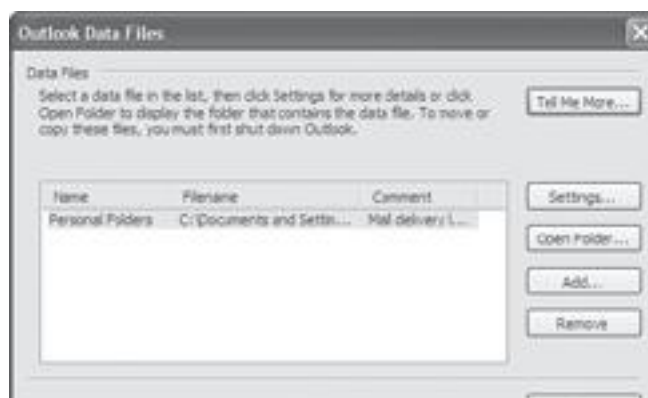 Outlook Data Files
Data Files
Select a data file in the list, then click Settings for more details or click
Open Folder to display the folder that contains the data file. To move or
copy these files, you must first shut down Outlook.
Tell Me More...
Name Filename Comment
Personal Folders C:\Documents and Settin... Mail delivery l...
Settings...
Open Folder...
Add...
Remove